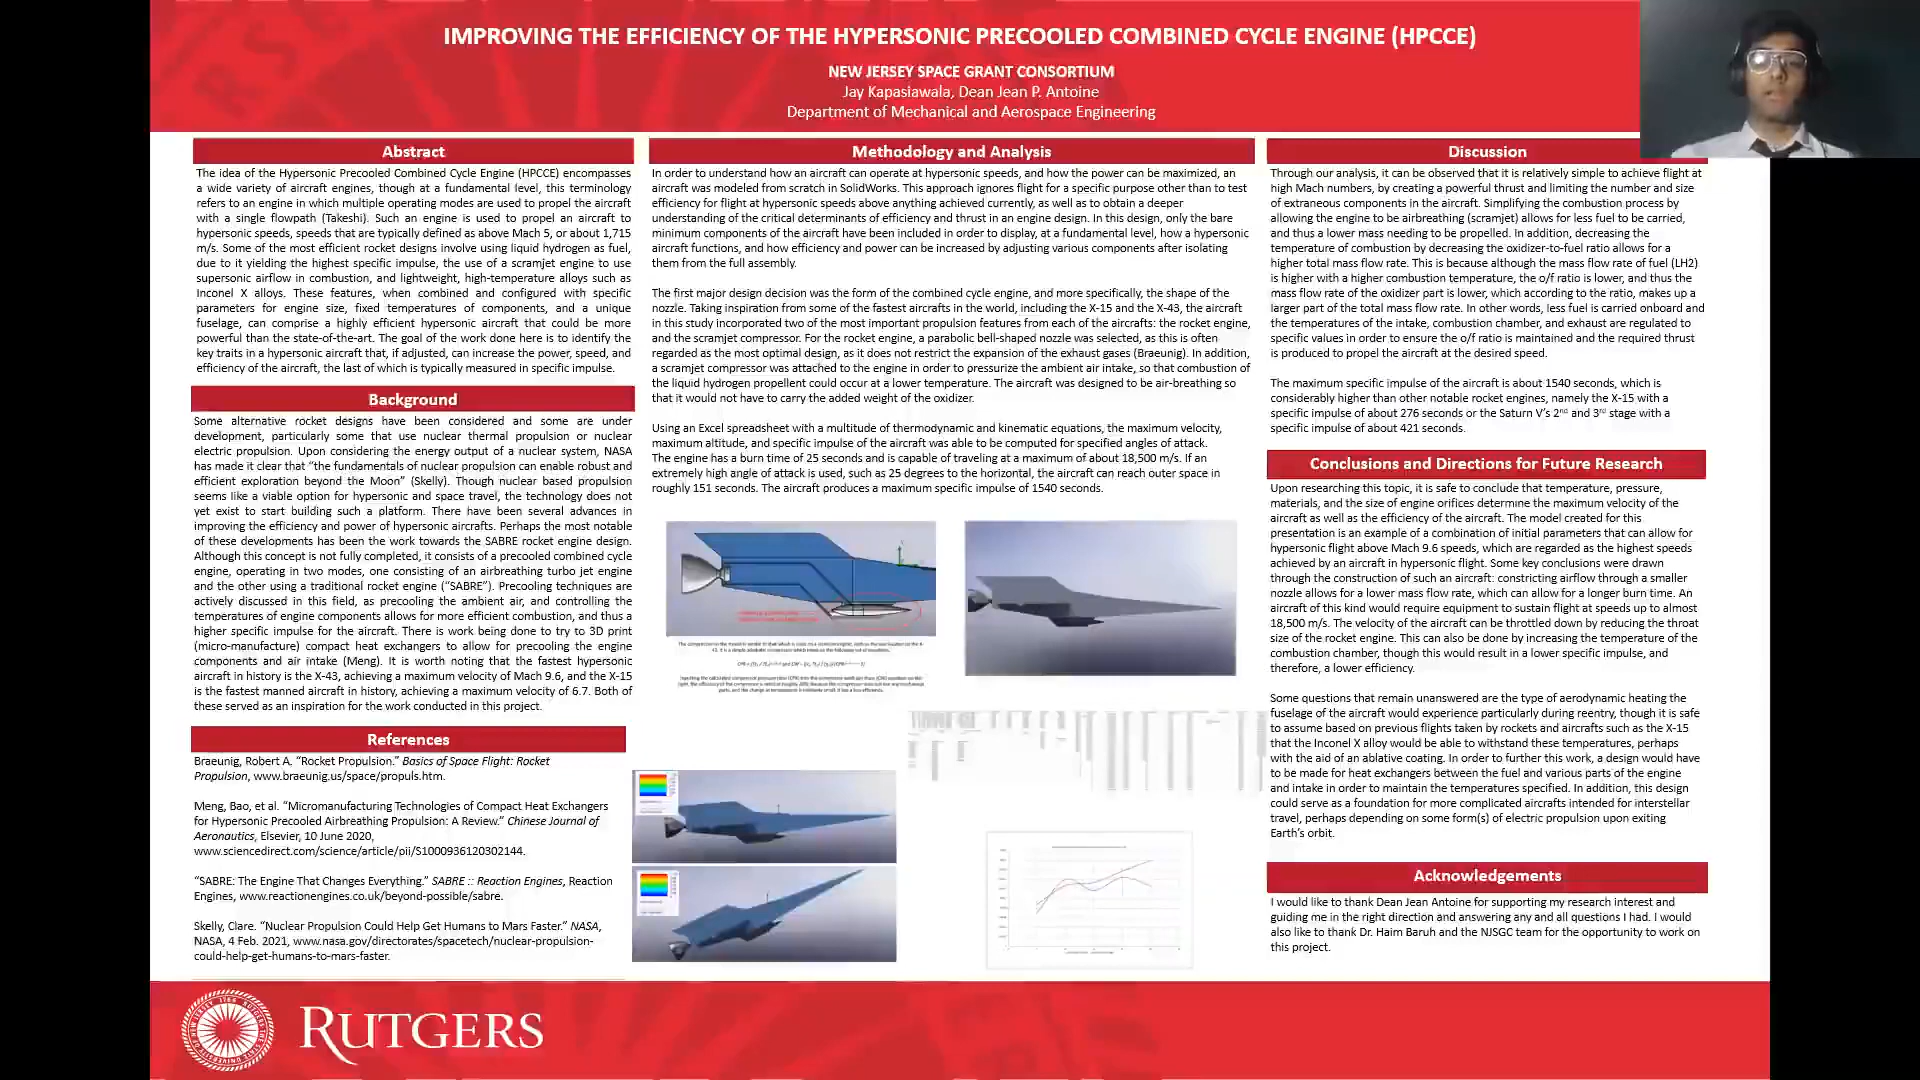 IMPROVING THE EFFICIENCY OF THE HYPERSONIC PRECOOLED COMBINED CYCLE ENGINE (HPCCE)
NEW JERSEY SPACE GRANT CONSORTIUM
Jay Kapasiawala, Dean Jean P. Antoine
Department of Mechanical and Aerospace Engineering
Abstract
The idea of the Hypersonic Precooled Combined Cycle Engine (HPCCE) encompasses
a wide variety of aircraft engines, though at a fundamental level, this terminology
refers to an engine in which multiple operating modes are used to propel the aircraft
with a single flowpath (Takeshi). Such an engine is used to propel an aircraft to
hypersonic speeds, speeds that are typically defined as above Mach 5, or about 1,715
m/s. Some of the most efficient rocket designs involve using liquid hydrogen as fuel,
due to it yielding the highest specific impulse, the use of a scramjet engine to use
supersonic airflow in combustion, and lightweight, high-temperature alloys such as
Inconel X alloys. These features, when combined and configured with specific
parameters for engine size, fixed temperatures of components, and a unique
fuselage, can comprise a highly efficient hypersonic aircraft that could be more
powerful than the state-of-the-art. The goal of the work done here is to identify the
key traits in a hypersonic aircraft that, if adjusted, can increase the power, speed, and
efficiency of the aircraft, the last of which is typically measured in specific impulse.
Background
Some alternative rocket designs have been considered and some are under
development, particularly some that use nuclear thermal propulsion or nuclear
electric propulsion. Upon considering the energy output of a nuclear system, NASA
has made it clear that “the fundamentals of nuclear propulsion can enable robust and
efficient exploration beyond the Moon” (Skelly). Though nuclear based propulsion
seems like a viable option for hypersonic and space travel, the technology does not
yet exist to start building such a platform. There have been several advances in
improving the efficiency and power of hypersonic aircrafts. Perhaps the most notable
of these developments has been the work towards the SABRE rocket engine design.
Although this concept is not fully completed, it consists of a precooled combined cycle
engine, operating in two modes, one consisting of an airbreathing turbo jet engine
and the other using a traditional rocket engine (“SABRE”). Precooling techniques are
actively discussed in this field, as precooling the ambient air, and controlling the
temperatures of engine components allows for more efficient combustion, and thus a
higher specific impulse for the aircraft. There is work being done to try to 3D print
(micro-manufacture) compact heat exchangers to allow for precooling the engine
components and air intake (Meng). It is worth noting that the fastest hypersonic
aircraft in history is the X-43, achieving a maximum velocity of Mach 9.6, and the X-15
is the fastest manned aircraft in history, achieving a maximum velocity of 6.7. Both of
these served as an inspiration for the work conducted in this project.
References
Braeunig, Robert A. “Rocket Propulsion.” Basics of Space Flight: Rocket
Propulsion, www.braeunig.us/space/propuls.htm.
Meng, Bao, et al. “Micromanufacturing Technologies of Compact Heat Exchangers
for Hypersonic Precooled Airbreathing Propulsion: A Review.” Chinese Journal of
Aeronautics, Elsevier, 10 June 2020,
www.sciencedirect.com/science/article/pii/S1000936120302144.
“SABRE: The Engine That Changes Everything.” SABRE :: Reaction Engines, Reaction
Engines, www.reactionengines.co.uk/beyond-possible/sabre.
Skelly, Clare. “Nuclear Propulsion Could Help Get Humans to Mars Faster.” NASA,
NASA, 4 Feb. 2021, www.nasa.gov/directorates/spacetech/nuclear-propulsion-
could-help-get-humans-to-mars-faster.
Methodology and Analysis
In order to understand how an aircraft can operate at hypersonic speeds, and how the power can be maximized, an
aircraft was modeled from scratch in SolidWorks. This approach ignores flight for a specific purpose other than to test
efficiency for flight at hypersonic speeds above anything achieved currently, as well as to obtain a deeper
understanding of the critical determinants of efficiency and thrust in an engine design. In this design, only the bare
minimum components of the aircraft have been included in order to display, at a fundamental level, how a hypersonic
aircraft functions, and how efficiency and power can be increased by adjusting various components after isolating
them from the full assembly.
The first major design decision was the form of the combined cycle engine, and more specifically, the shape of the
nozzle. Taking inspiration from some of the fastest aircrafts in the world, including the X-15 and the X-43, the aircraft
in this study incorporated two of the most important propulsion features from each of the aircrafts: the rocket engine,
and the scramjet compressor. For the rocket engine, a parabolic bell-shaped nozzle was selected, as this is often
regarded as the most optimal design, as it does not restrict the expansion of the exhaust gases (Braeunig). In addition,
a scramjet compressor was attached to the engine in order to pressurize the ambient air intake, so that combustion of
the liquid hydrogen propellent could occur at a lower temperature. The aircraft was designed to be air-breathing so
that it would not have to carry the added weight of the oxidizer.
Using an Excel spreadsheet with a multitude of thermodynamic and kinematic equations, the maximum velocity,
maximum altitude, and specific impulse of the aircraft was able to be computed for specified angles of attack.
The engine has a burn time of 25 seconds and is capable of traveling at a maximum of about 18,500 m/s. If an
extremely high angle of attack is used, such as 25 degrees to the horizontal, the aircraft can reach outer space in
roughly 151 seconds. The aircraft produces a maximum specific impulse of 1540 seconds.
Discussion
Through our analysis, it can be observed that it is relatively simple to achieve flight at
high Mach numbers, by creating a powerful thrust and limiting the number and size
of extraneous components in the aircraft. Simplifying the combustion process by
allowing the engine to be airbreathing (scramjet) allows for less fuel to be carried,
and thus a lower mass needing to be propelled. In addition, decreasing the
temperature of combustion by decreasing the oxidizer-to-fuel ratio allows for a
higher total mass flow rate. This is because although the mass flow rate of fuel (LH2)
is higher with a higher combustion temperature, the o/f ratio is lower, and thus the
mass flow rate of the oxidizer part is lower, which according to the ratio, makes up a
larger part of the total mass flow rate. In other words, less fuel is carried onboard and
the temperatures of the intake, combustion chamber, and exhaust are regulated to
specific values in order to ensure the o/f ratio is maintained and the required thrust
is produced to propel the aircraft at the desired speed.
The maximum specific impulse of the aircraft is about 1540 seconds, which is
considerably higher than other notable rocket engines, namely the X-15 with a
specific impulse of about 276 seconds or the Saturn V’s 2nd and 3rd stage with a
specific impulse of about 421 seconds.
Conclusions and Directions for Future Research
Upon researching this topic, it is safe to conclude that temperature, pressure,
materials, and the size of engine orifices determine the maximum velocity of the
aircraft as well as the efficiency of the aircraft. The model created for this
presentation is an example of a combination of initial parameters that can allow for
hypersonic flight above Mach 9.6 speeds, which are regarded as the highest speeds
achieved by an aircraft in hypersonic flight. Some key conclusions were drawn
through the construction of such an aircraft: constricting airflow through a smaller
nozzle allows for a lower mass flow rate, which can allow for a longer burn time. An
aircraft of this kind would require equipment to sustain flight at speeds up to almost
18,500 m/s. The velocity of the aircraft can be throttled down by reducing the throat
size of the rocket engine. This can also be done by increasing the temperature of the
combustion chamber, though this would result in a lower specific impulse, and
therefore, a lower efficiency.
Some questions that remain unanswered are the type of aerodynamic heating the
fuselage of the aircraft would experience particularly during reentry, though it is safe
to assume based on previous flights taken by rockets and aircrafts such as the X-15
that the Inconel X alloy would be able to withstand these temperatures, perhaps
with the aid of an ablative coating. In order to further this work, a design would have
to be made for heat exchangers between the fuel and various parts of the engine
and intake in order to maintain the temperatures specified. In addition, this design
could serve as a foundation for more complicated aircrafts intended for interstellar
travel, perhaps depending on some form(s) of electric propulsion upon exiting
Earth’s orbit.
Acknowledgements
I would like to thank Dean Jean Antoine for supporting my research interest and
guiding me in the right direction and answering any and all questions I had. I would
also like to thank Dr. Haim Baruh and the NJSGC team for the opportunity to work on
this project.
RUTGERS